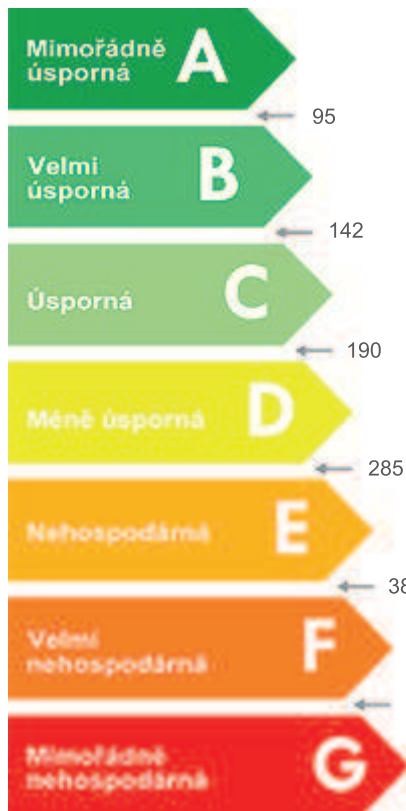 Mimořádně
úsporná
A
95
Velmi
úsporná
B
142
Úsporná
C
190
Méně úsporná
D
285
Nehospodárná
E
Velmi
nehospodárná
F
Mimořádně
nehospodárná
G